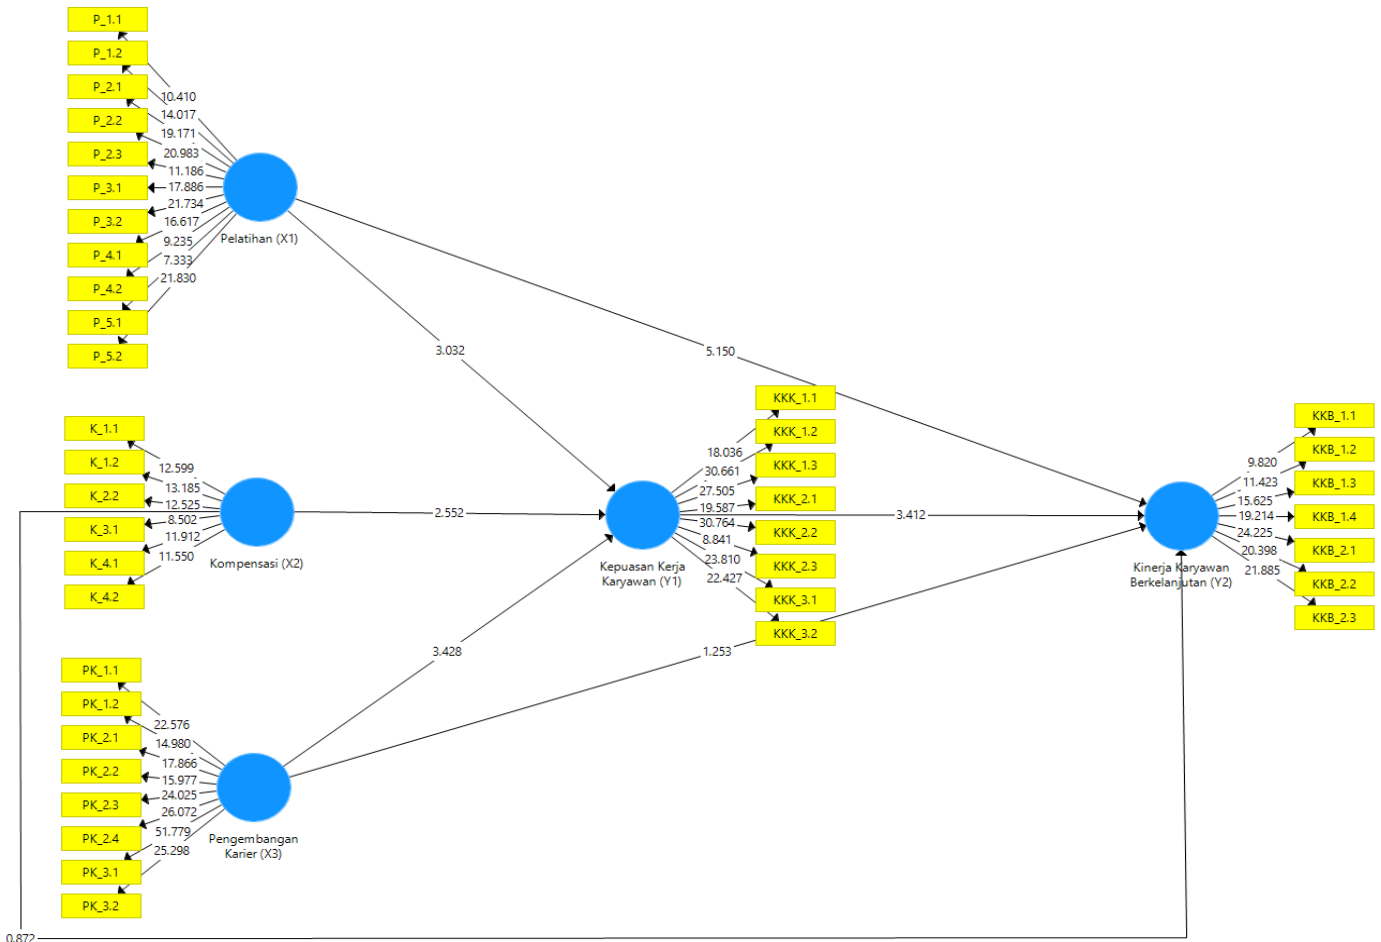 P_1.1
P_1.2
P_2.1
P_2.2
P_2.3
P_3.1
P_3.2
P_4.1
P_4.2
P_5.1
P_5.2
10.410
14.017
19.171
20.983
11.186
17.886
21.734
16.617
9.235
7.333
21.830
Pelatihan (X1)
3.032
5.150
K_1.1
K_1.2
K_2.2
K_3.1
K_4.1
K_4.2
12.599
13.185
12.525
8.502
11.912
11.550
Kompensasi (X2)
2.552
KKK_1.1
KKK_1.2
KKK_1.3
KKK_2.1
KKK_2.2
KKK_2.3
KKK_3.1
KKK_3.2
18.036
30.661
27.505
19.587
30.764
8.841
23.810
22.427
Kepuasan Kerja
Karyawan (Y1)
3.412
KKB_1.1
KKB_1.2
KKB_1.3
KKB_1.4
KKB_2.1
KKB_2.2
KKB_2.3
9.820
11.423
15.625
19.214
24.225
20.398
21.885
Kinerja Karyawan
Berkelanjutan (Y2)
3.428
1.253
PK_1.1
PK_1.2
PK_2.1
PK_2.2
PK_2.3
PK_2.4
PK_3.1
PK_3.2
22.576
14.980
17.866
15.977
24.025
26.072
51.779
25.298
Pengembangan
Karier (X3)
0.872